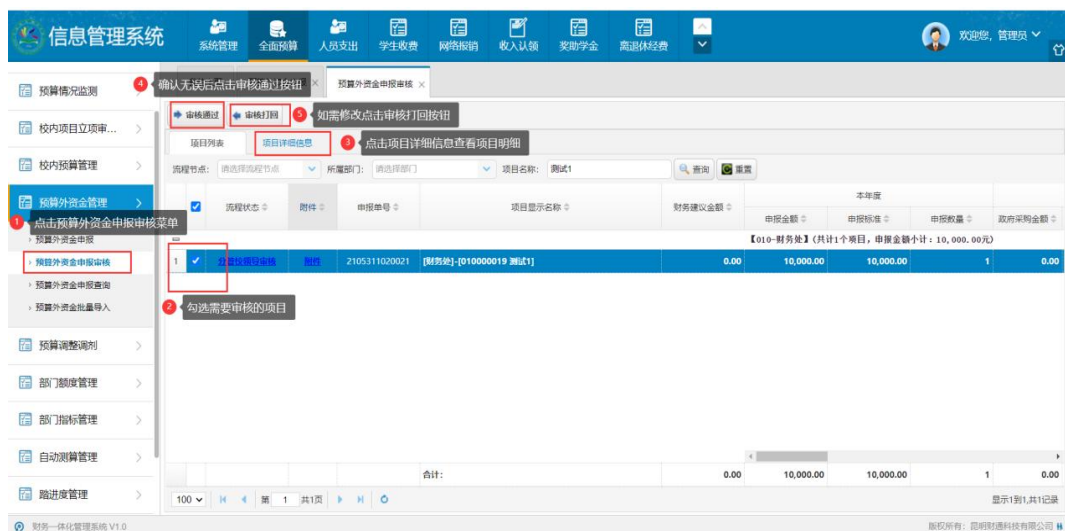 信息管理系统
系统管理 全面预算 人员支出 学生收费 网络报销 收入认领 奖助学金 离退休经费
欢迎您, 管理员
4 确认无误后点击审核通过按钮 × 预算外资金申报审核 ×
审核通过 审核打回 5 如需修改点击审核打回按钮
项目列表 项目详细信息 3 点击项目详细信息查看项目明细
流程节点: 请选择流程节点 所属部门: 请选择部门 项目名称: 测试1 查询 重置
流程状态 附件 申报单号 项目显示名称 财务建议金额 本年度
申报金额 申报标准 申报数量 政府采购金额
【010-财务处】(共计1个项目, 申报金额小计: 10,000.00元)
1 分管校领导审核 附件 2105311020021 [财务处]-[010000019 测试1] 0.00 10,000.00 10,000.00 1 0.00
2 勾选需要审核的项目
预算情况监测
校内项目立项审...
校内预算管理
预算外资金管理
1 点击预算外资金申报审核菜单
预算外资金申报
预算外资金申报审核
预算外资金申报查询
预算外资金批量导入
预算调整调剂
部门额度管理
部门指标管理
自动测算管理
踏进度管理
合计: 0.00 10,000.00 10,000.00 1 0.00
100 第 1 共1页
显示1到1,共1记录
财务一体化管理系统 V1.0
版权所有: 昆明财通科技有限公司